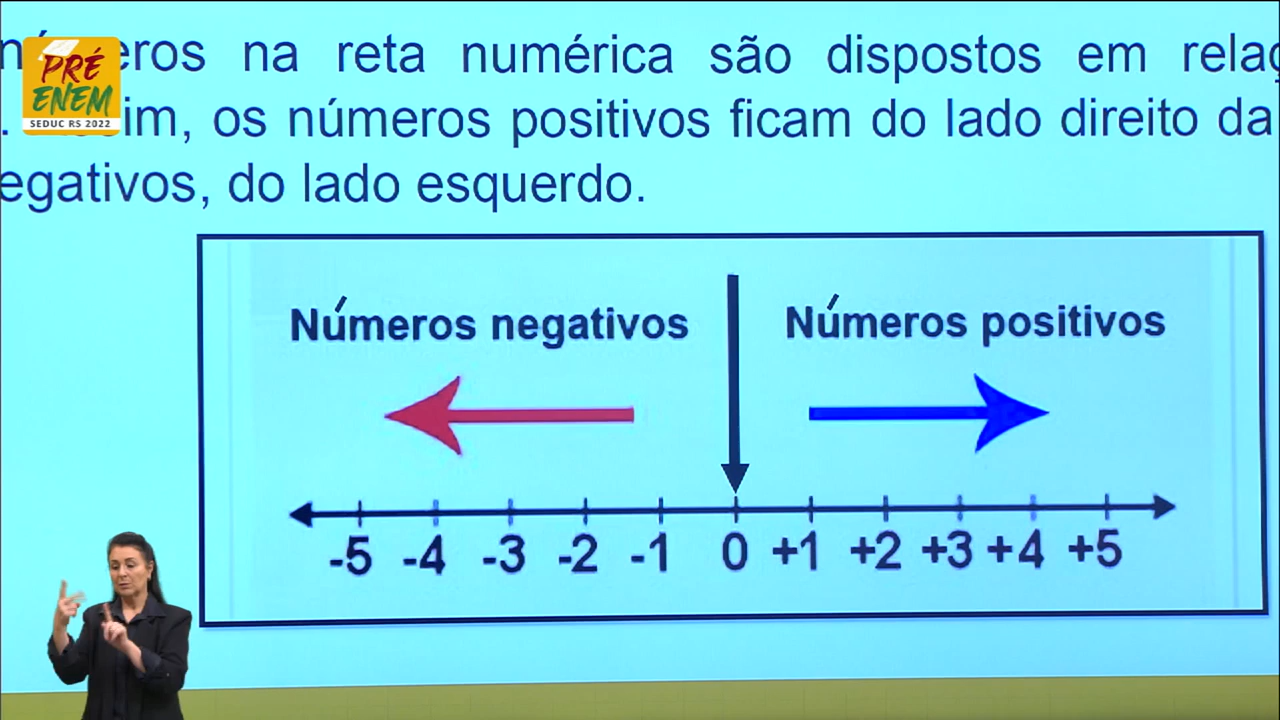 PRÉ
ENEM
SEDUC RS 2022
números na reta numérica são dispostos em relaç
. Assim, os números positivos ficam do lado direito da
egativos, do lado esquerdo.
Números negativos
Números positivos
-5 -4 -3 -2 -1 0 +1 +2 +3 +4 +5